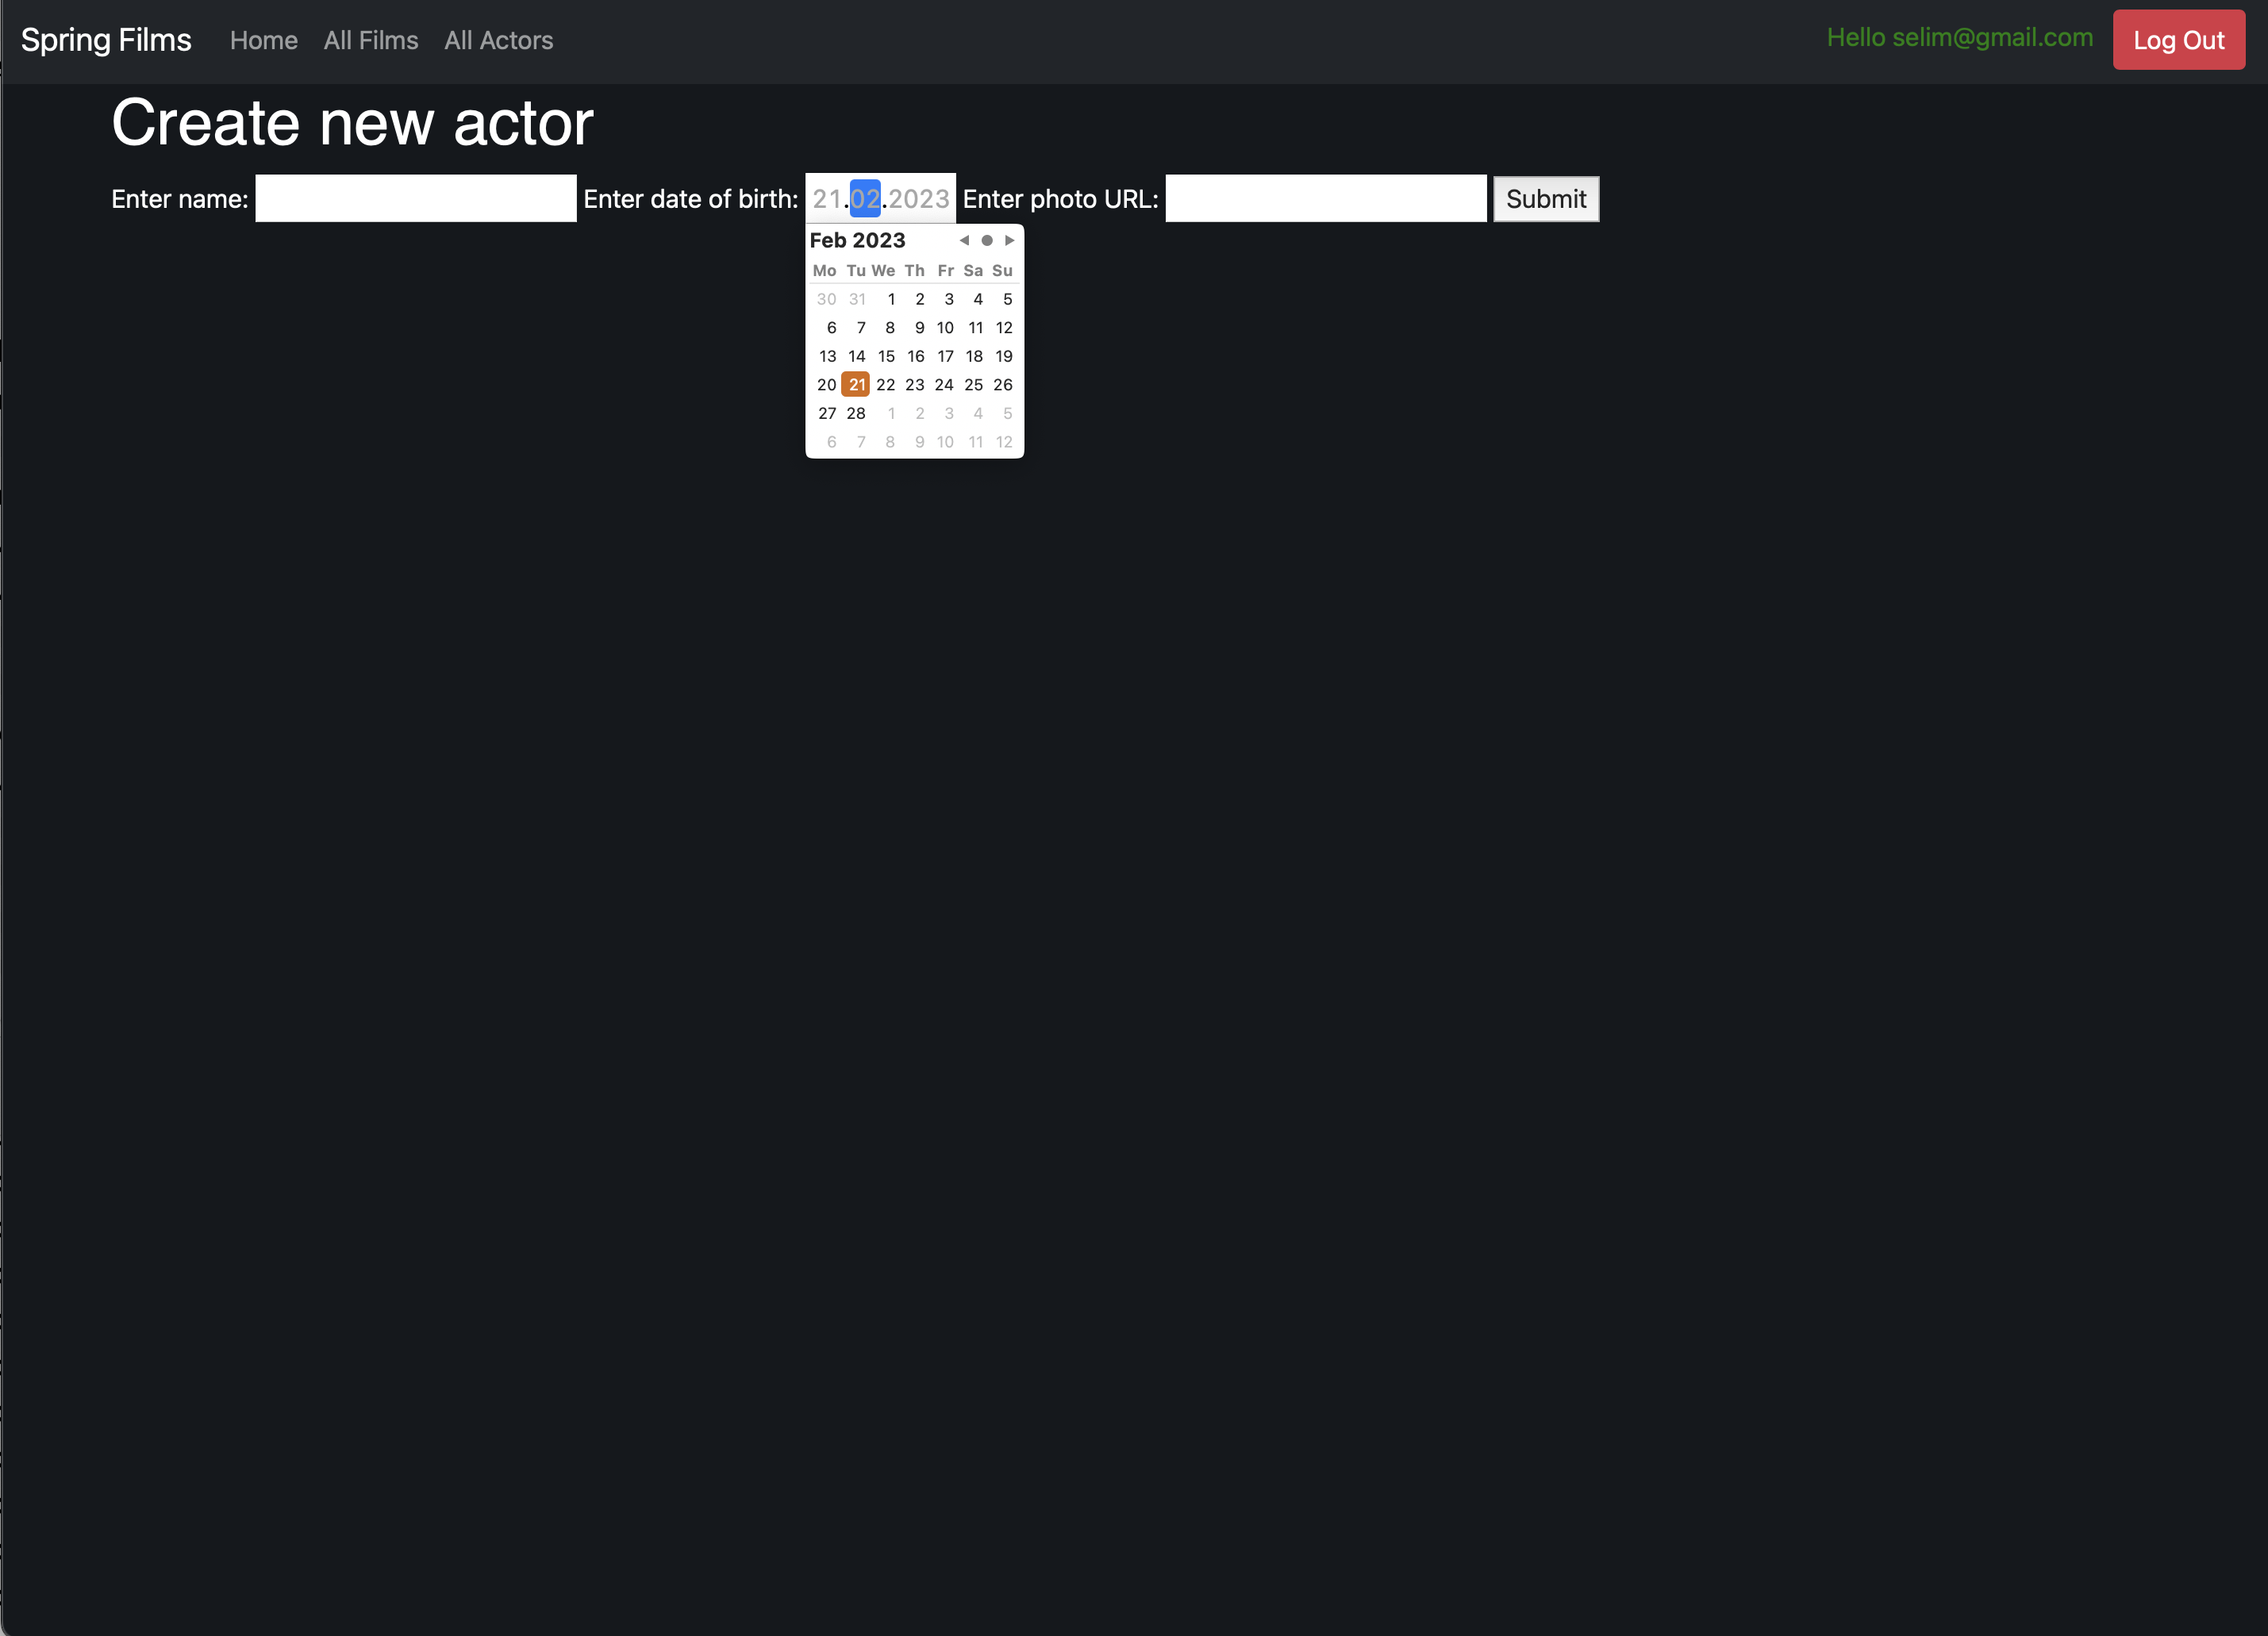 Spring Films Home All Films All Actors Hello selim@gmail.com Log Out
Create new actor
Enter name: Enter date of birth: 21.02.2023 Enter photo URL: Submit
Feb 2023
Mo Tu We Th Fr Sa Su
30 31 1 2 3 4 5
6 7 8 9 10 11 12
13 14 15 16 17 18 19
20 21 22 23 24 25 26
27 28 1 2 3 4 5
6 7 8 9 10 11 12